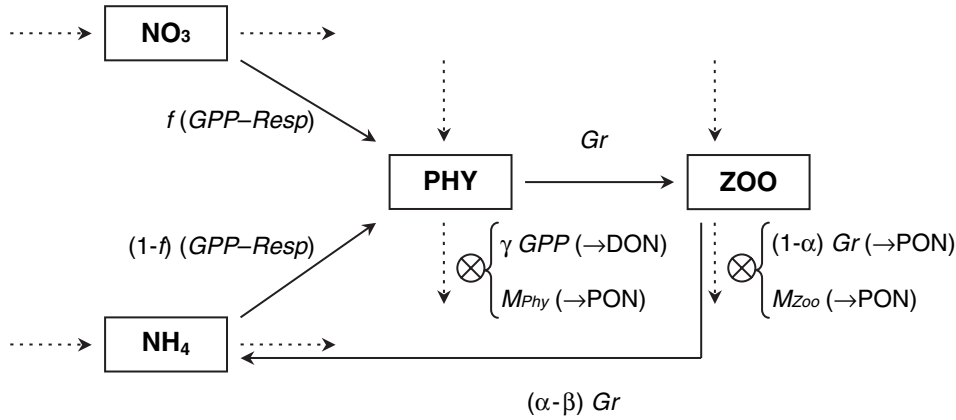 NO₃
f (GPP–Resp)
Gr
PHY
ZOO
(1-f) (GPP–Resp)
γ GPP (→DON)
(1-α) Gr (→PON)
MPhy (→PON)
MZoo (→PON)
NH₄
(α-β) Gr